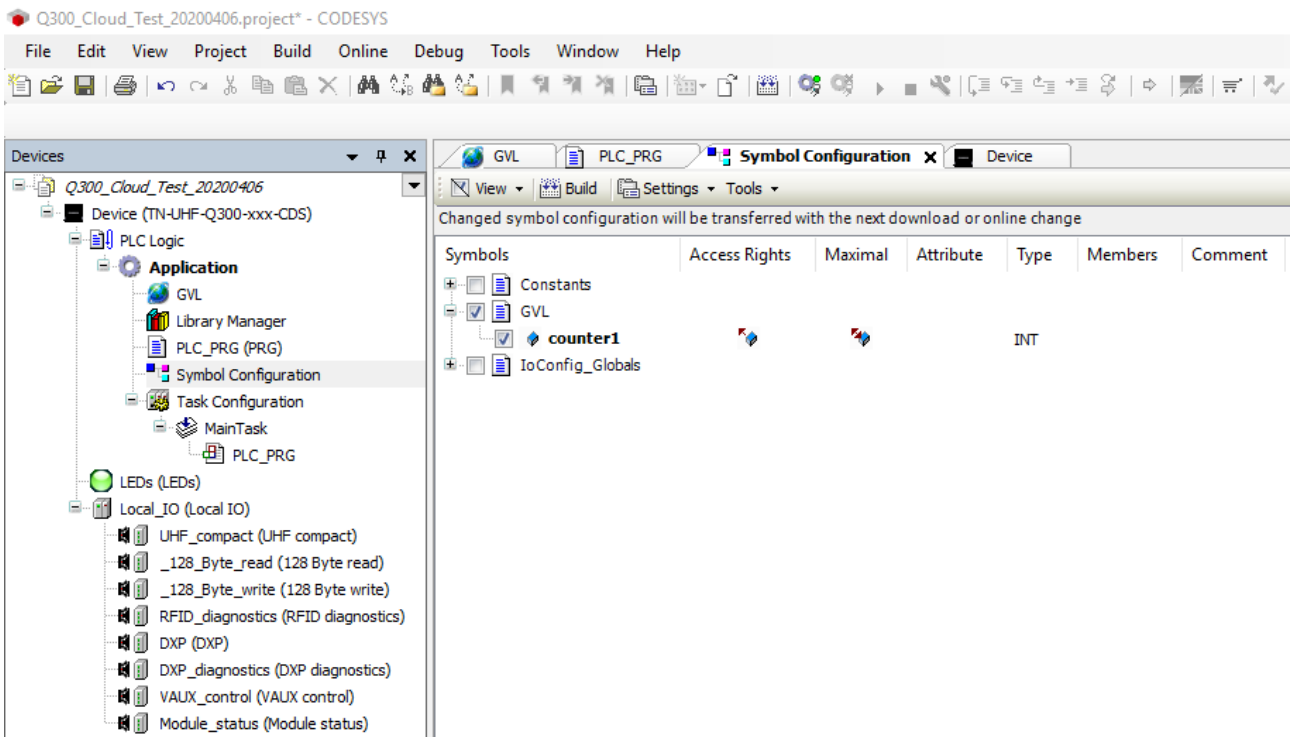 Q300_Cloud_Test_20200406.project* - CODESYS
File Edit View Project Build Online Debug Tools Window Help
Devices
Q300_Cloud_Test_20200406
Device (TN-UHF-Q300-xxx-CDS)
PLC Logic
Application
GVL
Library Manager
PLC_PRG (PRG)
Symbol Configuration
Task Configuration
MainTask
PLC_PRG
LEDs (LEDs)
Local_IO (Local IO)
UHF_compact (UHF compact)
_128_Byte_read (128 Byte read)
_128_Byte_write (128 Byte write)
RFID_diagnostics (RFID diagnostics)
DXP (DXP)
DXP_diagnostics (DXP diagnostics)
VAUX_control (VAUX control)
Module_status (Module status)
GVL PLC_PRG Symbol Configuration Device
View Build Settings Tools
Changed symbol configuration will be transferred with the next download or online change
Symbols Access Rights Maximal Attribute Type Members Comment
Constants
GVL
counter1 INT
IoConfig_Globals